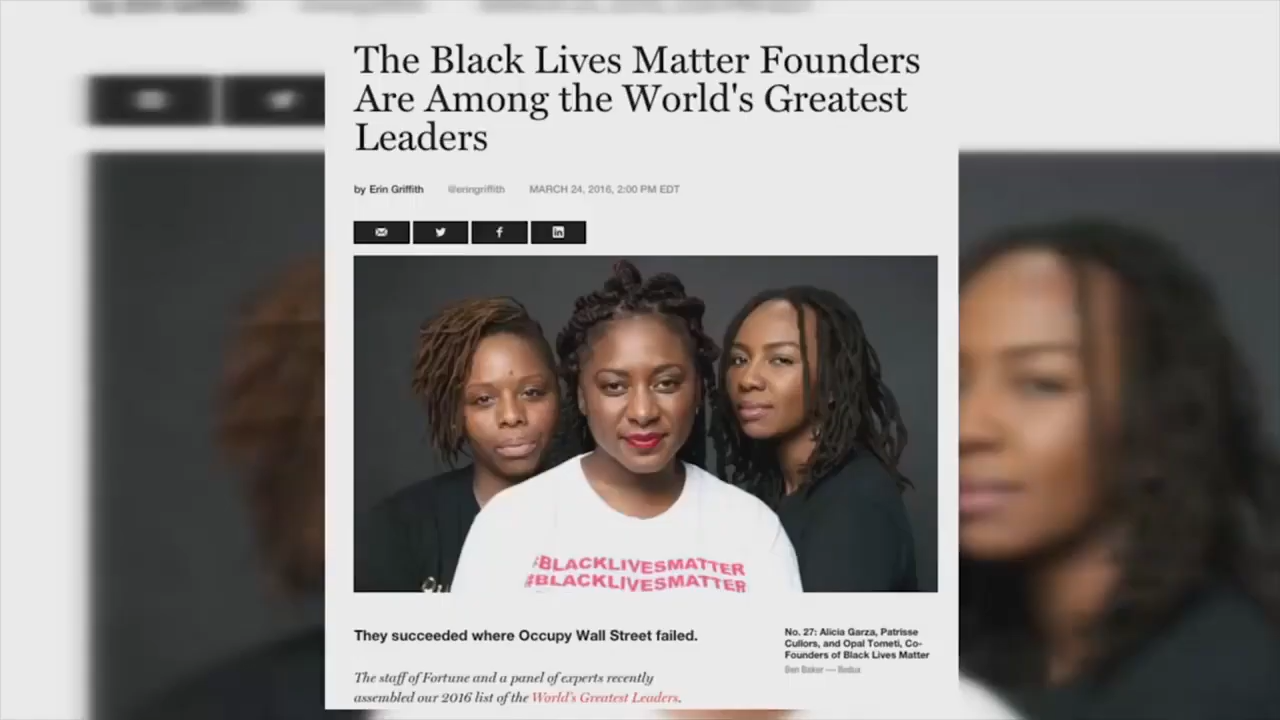 The Black Lives Matter Founders
Are Among the World's Greatest
Leaders
by Erin Griffith @eringriffith MARCH 24, 2016, 2:00 PM EDT
#BLACKLIVESMATTER
#BLACKLIVESMATTER
They succeeded where Occupy Wall Street failed.
No. 27: Alicia Garza, Patrisse
Cullors, and Opal Tometi, Co-
Founders of Black Lives Matter
Ben Baker — Redux
The staff of Fortune and a panel of experts recently
assembled our 2016 list of the World's Greatest Leaders.